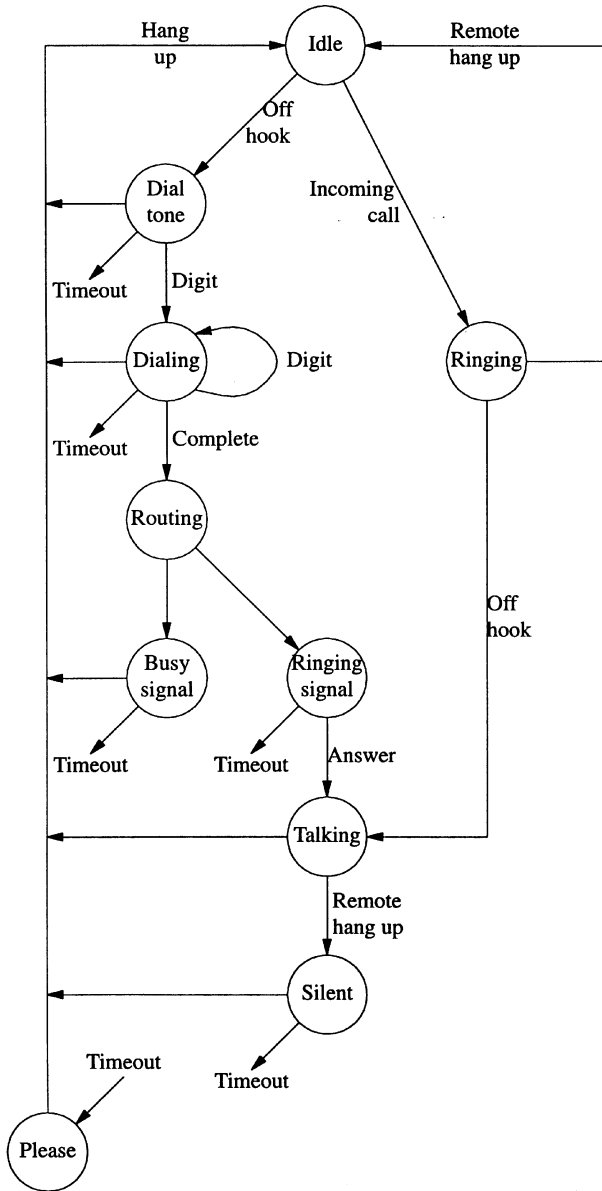 Hang
up
Idle
Remote
hang up
Off
hook
Dial
tone
Incoming
call
Timeout
Digit
Dialing
Digit
Ringing
Timeout
Complete
Routing
Off
hook
Busy
signal
Ringing
signal
Timeout
Timeout
Answer
Talking
Remote
hang up
Silent
Timeout
Timeout
Please